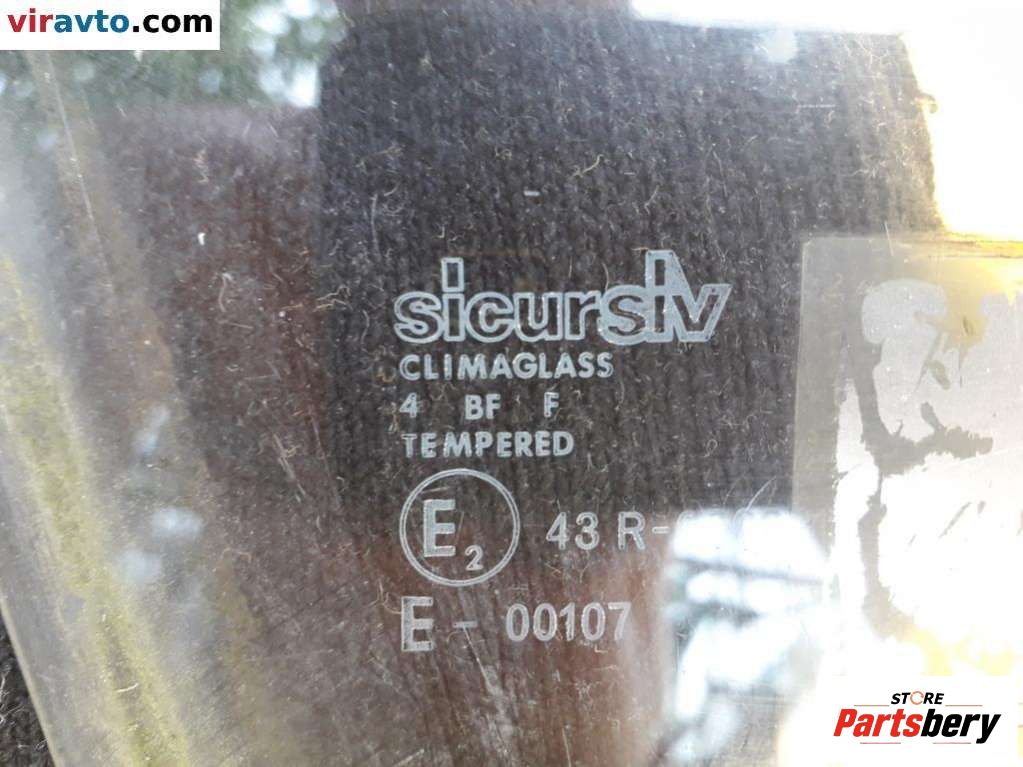 viravto.com
sicursiv
CLIMAGLASS
4 BF F
TEMPERED
E2 43 R-
E - 00107
STORE
Partsbery